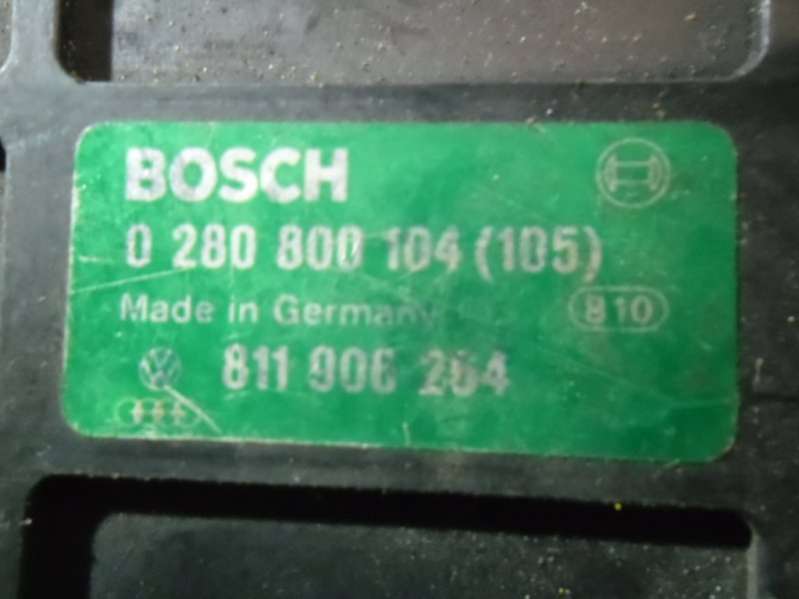 BOSCH
0 280 800 104 (105)
Made in Germany
810
811 906 264